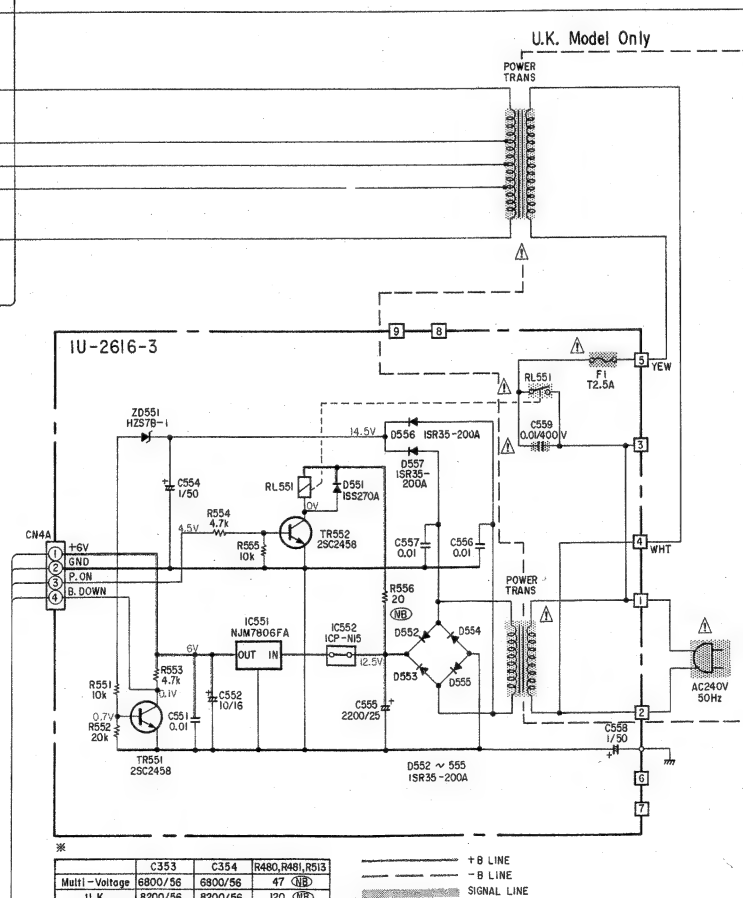 U.K. Model Only
POWER
TRANS
1U-2616-3
9
8
5
YEW
F1
T2.5A
RL551
C559
0.01/400V
3
ZD551
HZS7B-1
14.5V
D556 1SR35-200A
D557
1SR35-
200A
C554
1/50
RL551
D551
1SS270A
0V
R554
4.7k
4.5V
TR552
2SC2458
R555
10k
C557
0.01
C556
0.01
CN4A
1 +6V
2 GND
3 P.ON
4 B.DOWN
4
WHT
POWER
TRANS
1
R556
20
NB
IC551
NJM7806FA
OUT IN
IC552
ICP-N15
6V
12.5V
D552
D554
D553
D555
AC240V
50Hz
R551
10k
R553
4.7k
0.1V
C552
10/16
C551
0.01
C555
2200/25
0.7V
R552
20k
TR551
2SC2458
2
C558
1/50
D552 ~ 555
1SR35-200A
6
7
※
C353 C354 R480,R481,R513
Multi-Voltage 6800/56 6800/56 47 NB
U.K. 8200/56 8200/56 120 NB
+B LINE
-B LINE
SIGNAL LINE